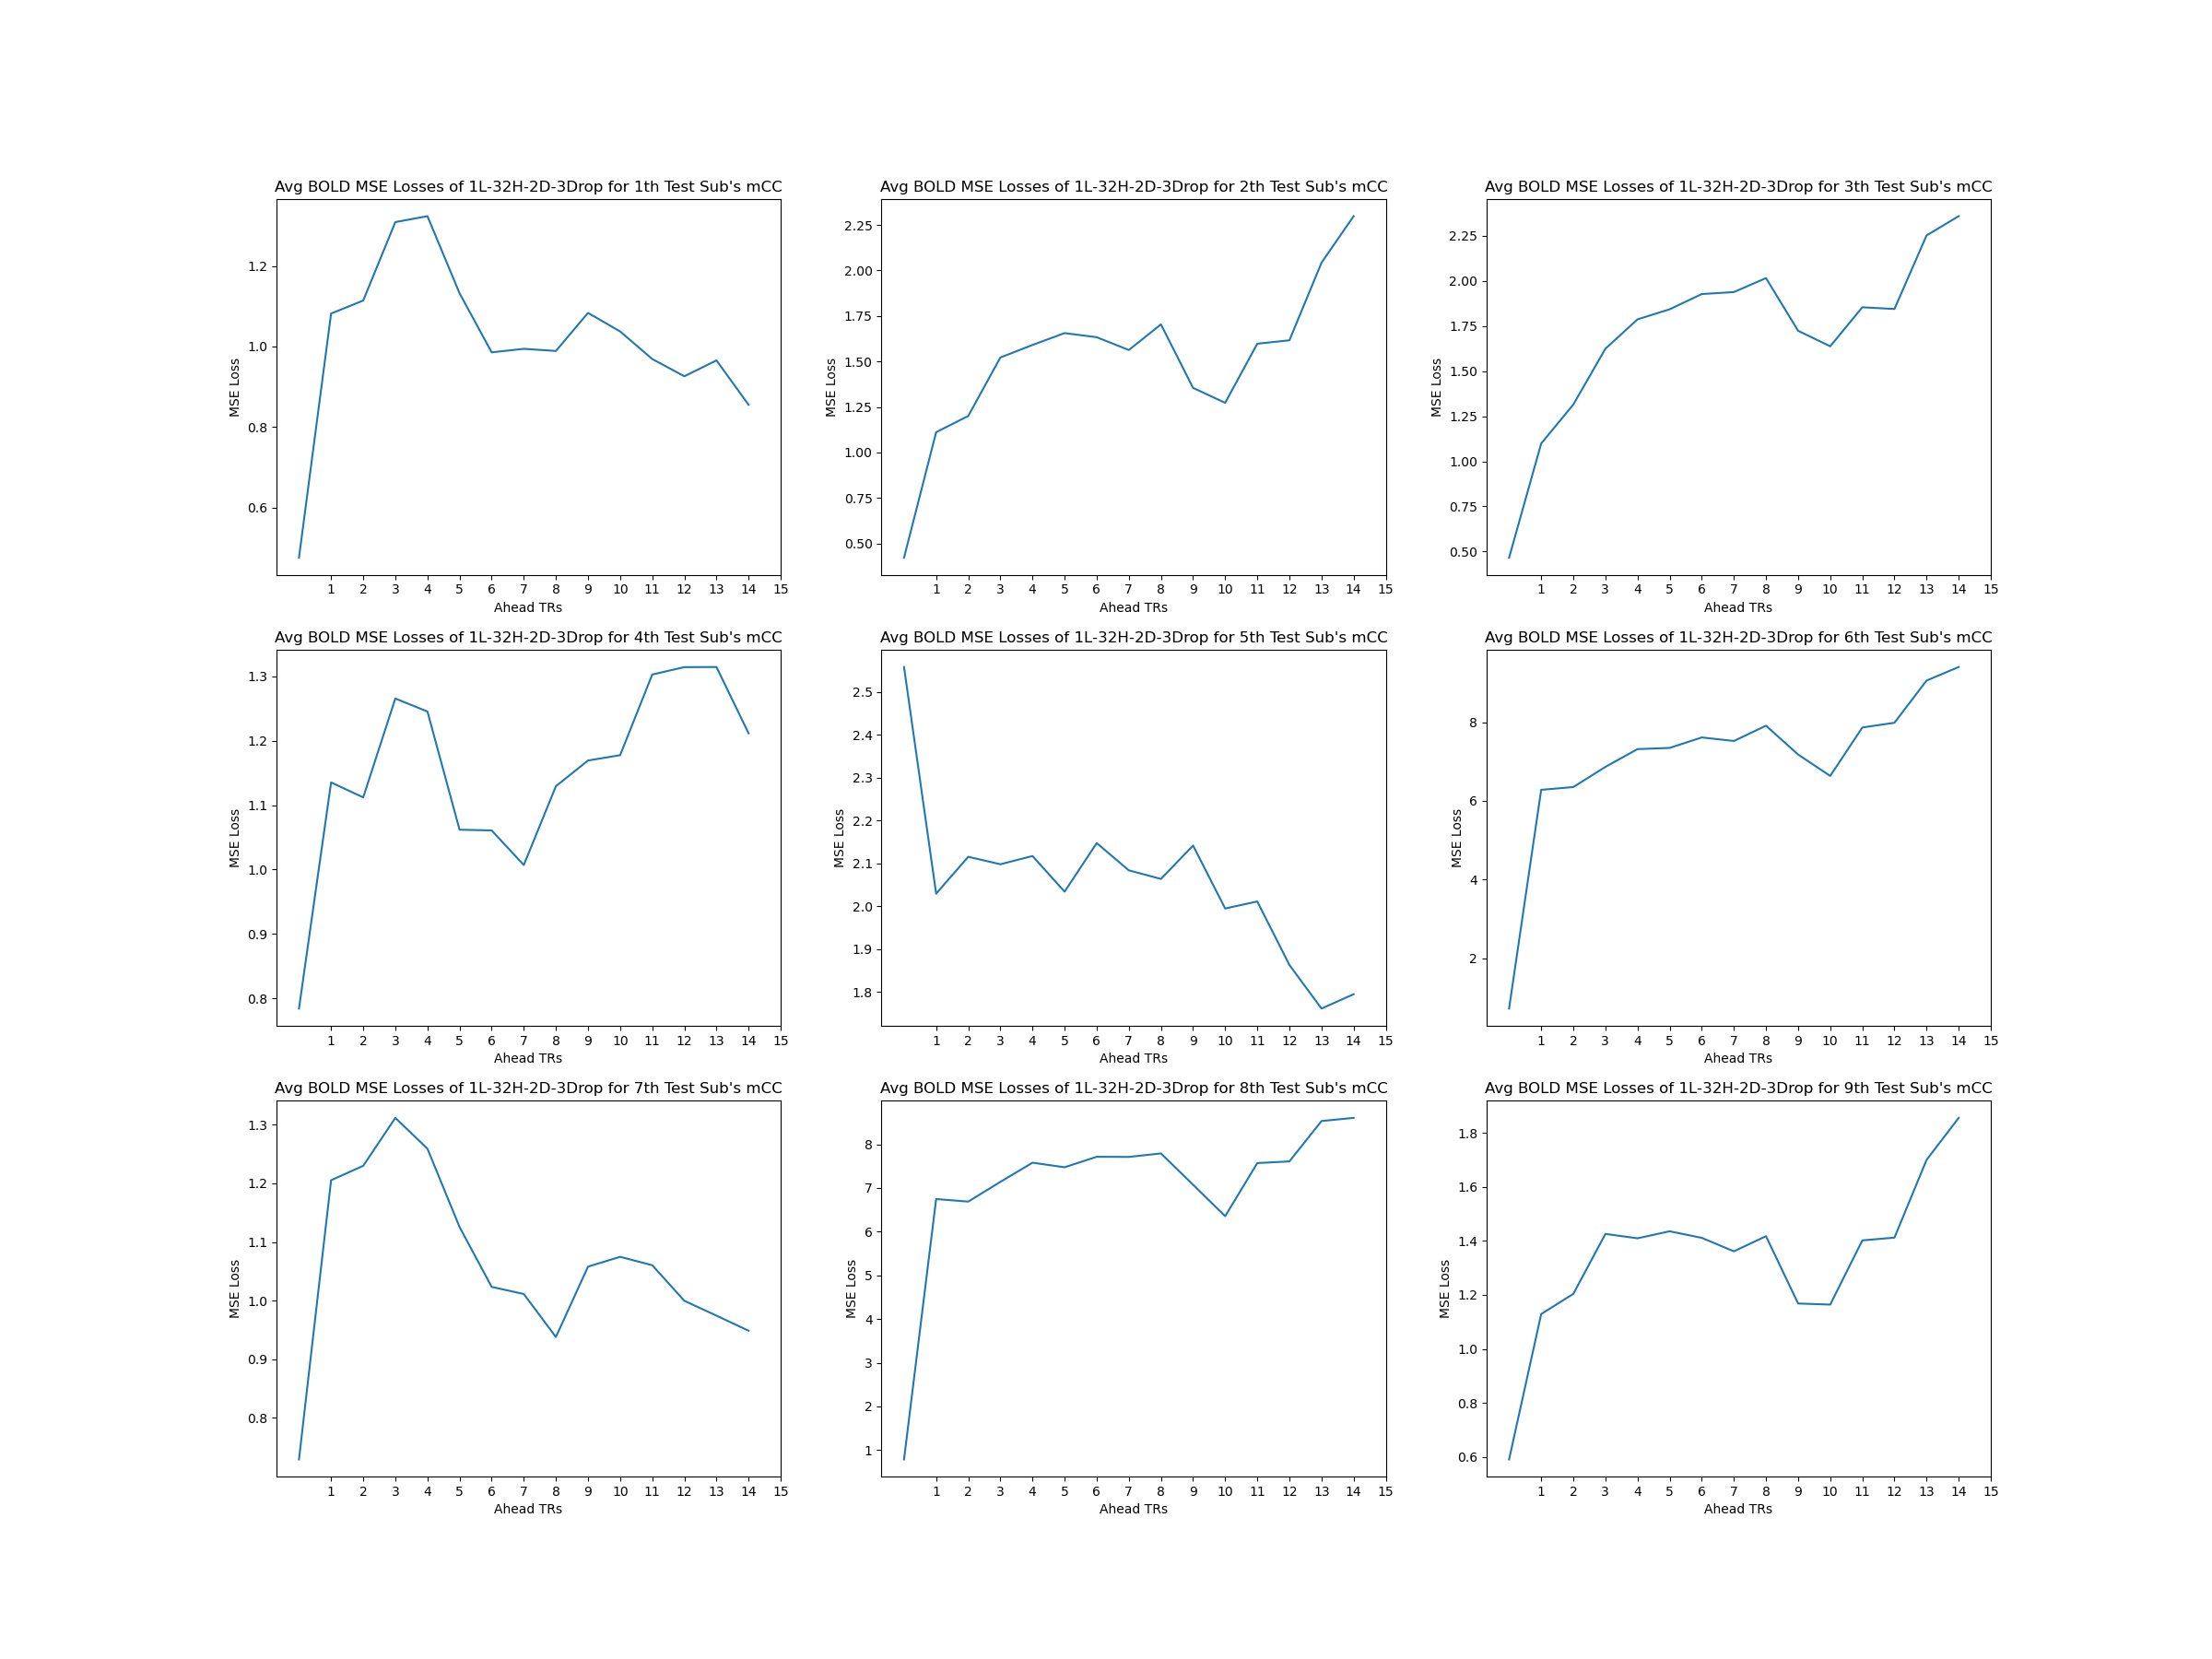 Avg BOLD MSE Losses of 1L-32H-2D-3Drop for 1th Test Sub's mCC
1.2
1.0
0.8
0.6
MSE Loss
1 2 3 4 5 6 7 8 9 10 11 12 13 14 15
Ahead TRs
Avg BOLD MSE Losses of 1L-32H-2D-3Drop for 2th Test Sub's mCC
2.25
2.00
1.75
1.50
1.25
1.00
0.75
0.50
MSE Loss
1 2 3 4 5 6 7 8 9 10 11 12 13 14 15
Ahead TRs
Avg BOLD MSE Losses of 1L-32H-2D-3Drop for 3th Test Sub's mCC
2.25
2.00
1.75
1.50
1.25
1.00
0.75
0.50
MSE Loss
1 2 3 4 5 6 7 8 9 10 11 12 13 14 15
Ahead TRs
Avg BOLD MSE Losses of 1L-32H-2D-3Drop for 4th Test Sub's mCC
1.3
1.2
1.1
1.0
0.9
0.8
MSE Loss
1 2 3 4 5 6 7 8 9 10 11 12 13 14 15
Ahead TRs
Avg BOLD MSE Losses of 1L-32H-2D-3Drop for 5th Test Sub's mCC
2.5
2.4
2.3
2.2
2.1
2.0
1.9
1.8
MSE Loss
1 2 3 4 5 6 7 8 9 10 11 12 13 14 15
Ahead TRs
Avg BOLD MSE Losses of 1L-32H-2D-3Drop for 6th Test Sub's mCC
8
6
4
2
MSE Loss
1 2 3 4 5 6 7 8 9 10 11 12 13 14 15
Ahead TRs
Avg BOLD MSE Losses of 1L-32H-2D-3Drop for 7th Test Sub's mCC
1.3
1.2
1.1
1.0
0.9
0.8
MSE Loss
1 2 3 4 5 6 7 8 9 10 11 12 13 14 15
Ahead TRs
Avg BOLD MSE Losses of 1L-32H-2D-3Drop for 8th Test Sub's mCC
8
7
6
5
4
3
2
1
MSE Loss
1 2 3 4 5 6 7 8 9 10 11 12 13 14 15
Ahead TRs
Avg BOLD MSE Losses of 1L-32H-2D-3Drop for 9th Test Sub's mCC
1.8
1.6
1.4
1.2
1.0
0.8
0.6
MSE Loss
1 2 3 4 5 6 7 8 9 10 11 12 13 14 15
Ahead TRs